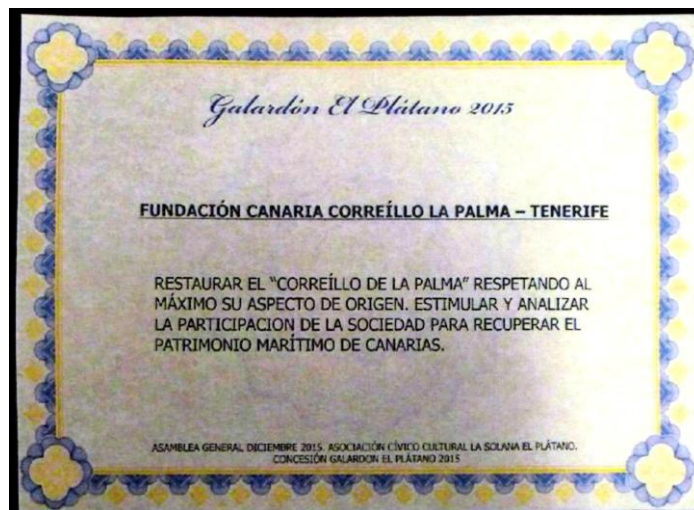 Galardón El Plátano 2015
FUNDACIÓN CANARIA CORREÍLLO LA PALMA – TENERIFE
RESTAURAR EL “CORREÍLLO DE LA PALMA” RESPETANDO AL
MÁXIMO SU ASPECTO DE ORIGEN. ESTIMULAR Y ANALIZAR
LA PARTICIPACION DE LA SOCIEDAD PARA RECUPERAR EL
PATRIMONIO MARÍTIMO DE CANARIAS.
ASAMBLEA GENERAL DICIEMBRE 2015. ASOCIACIÓN CÍVICO CULTURAL LA SOLANA EL PLÁTANO.
CONCESIÓN GALARDON EL PLÁTANO 2015